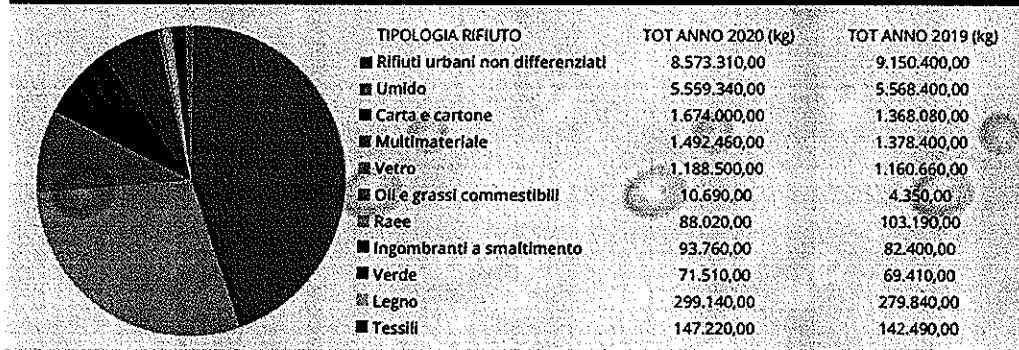 TIPOLOGIA RIFIUTO TOT ANNO 2020 (kg) TOT ANNO 2019 (kg)
Rifiuti urbani non differenziati 8.573.310,00 9.150.400,00
Umido 5.559.340,00 5.568.400,00
Carta e cartone 1.674.000,00 1.368.080,00
Multimateriale 1.492.460,00 1.378.400,00
Vetro 1.188.500,00 1.160.660,00
Oli e grassi commestibili 10.690,00 4.350,00
Raee 88.020,00 103.190,00
Ingombranti a smaltimento 93.760,00 82.400,00
Verde 71.510,00 69.410,00
Legno 299.140,00 279.840,00
Tessili 147.220,00 142.490,00